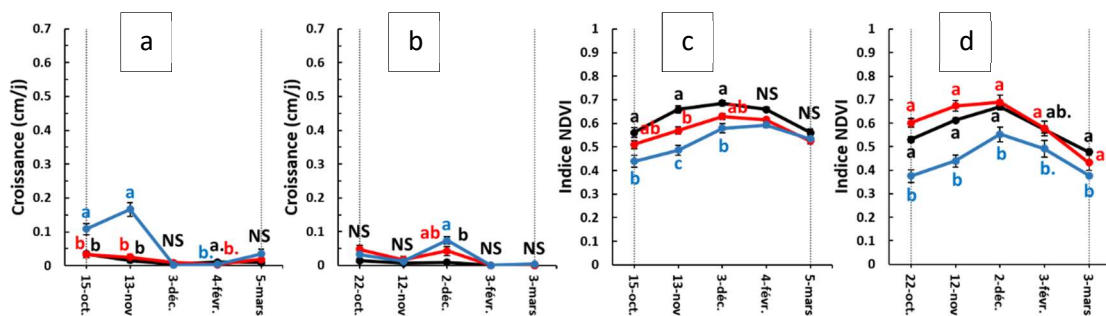 a
Croissance (cm/j)
0.7
0.6
0.5
0.4
0.3
0.2
0.1
0
a
a
b b
b b
NS
b. a. b.
NS
15-oct.
13-nov
3-déc.
4-févr.
5-mars
b
Croissance (cm/j)
0.7
0.6
0.5
0.4
0.3
0.2
0.1
0
NS
NS
ab a b
NS
NS
22-oct.
12-nov
2-déc.
3-févr.
3-mars
c
Indice NDVI
1
0.9
0.8
0.7
0.6
0.5
0.4
0.3
0.2
0.1
0
a
ab
b
a
b
c
a
ab
b
NS
NS
15-oct.
13-nov
3-déc.
4-févr.
5-mars
d
Indice NDVI
1
0.9
0.8
0.7
0.6
0.5
0.4
0.3
0.2
0.1
0
a
a
b
a
a
b
a
a
b
a ab.
b.
a
a
b
22-oct.
12-nov
2-déc.
3-févr.
3-mars